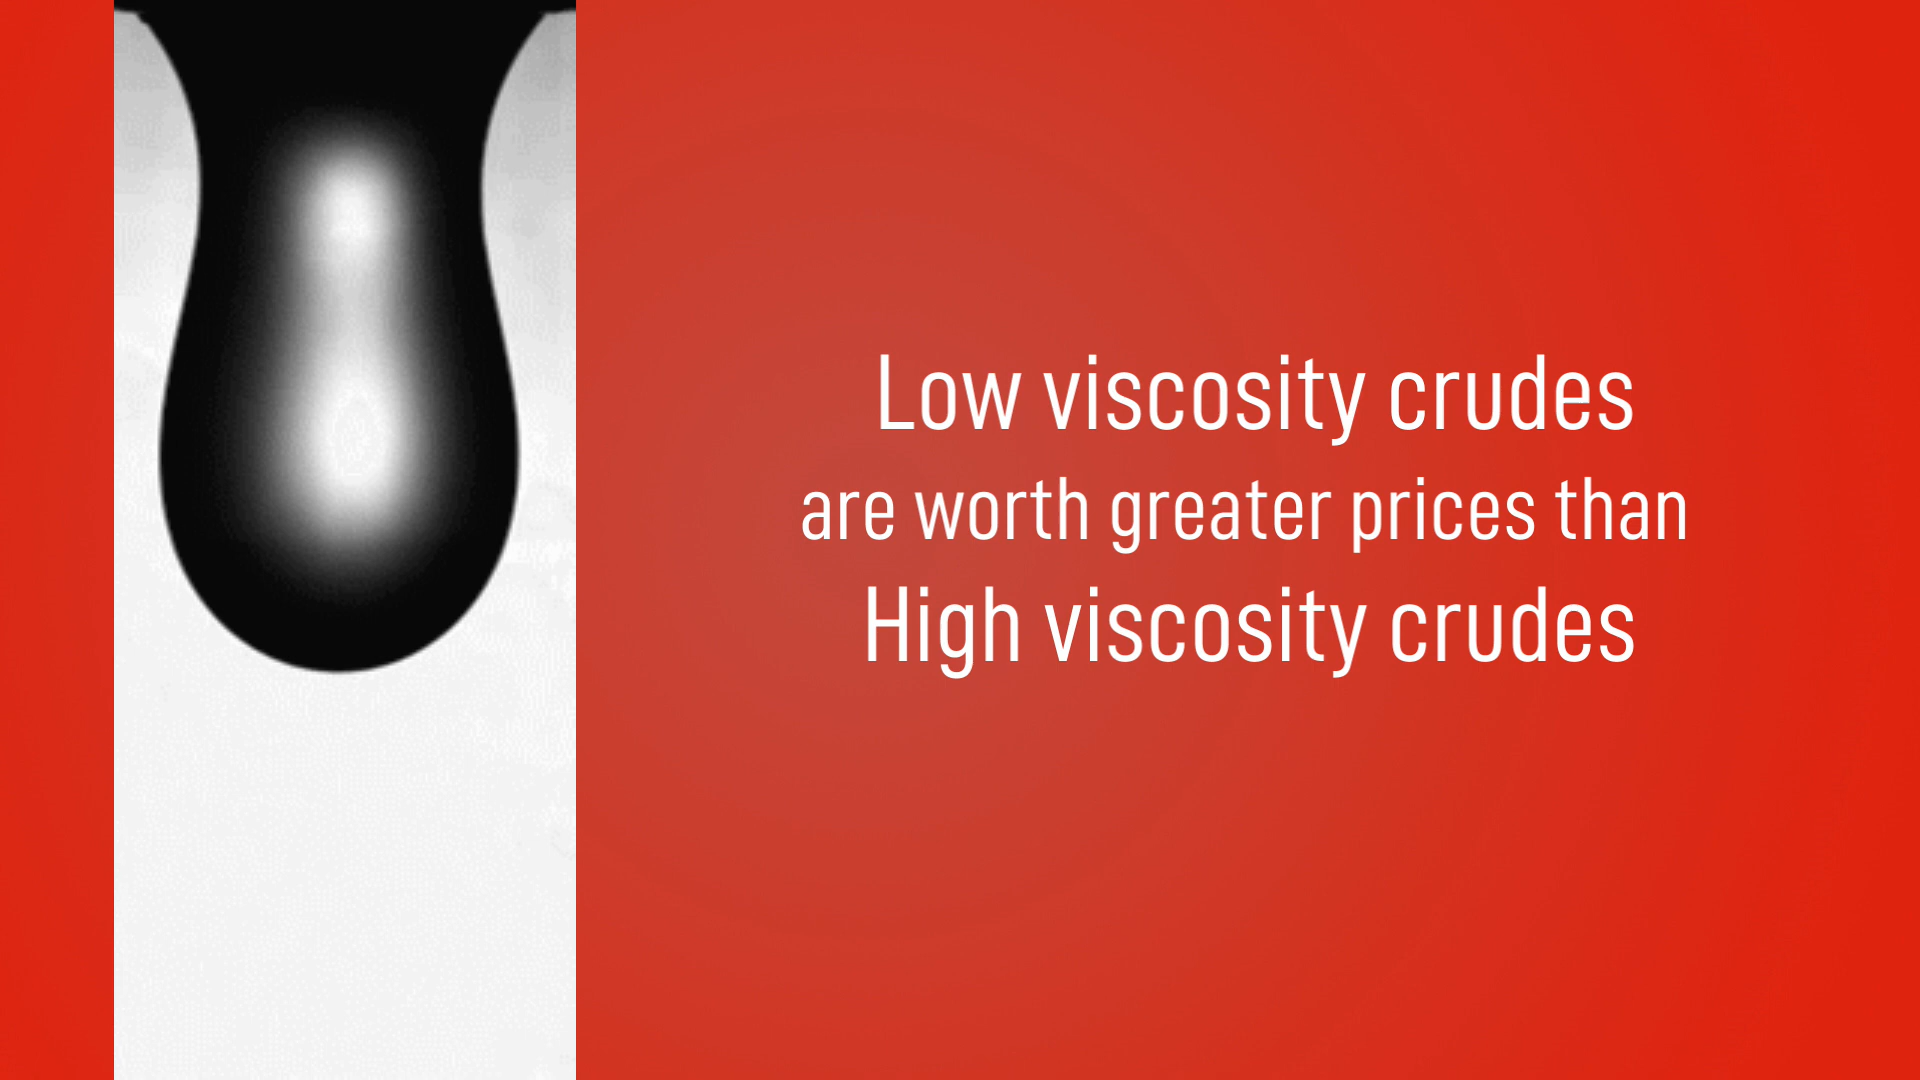 Low viscosity crudes
are worth greater prices than
High viscosity crudes